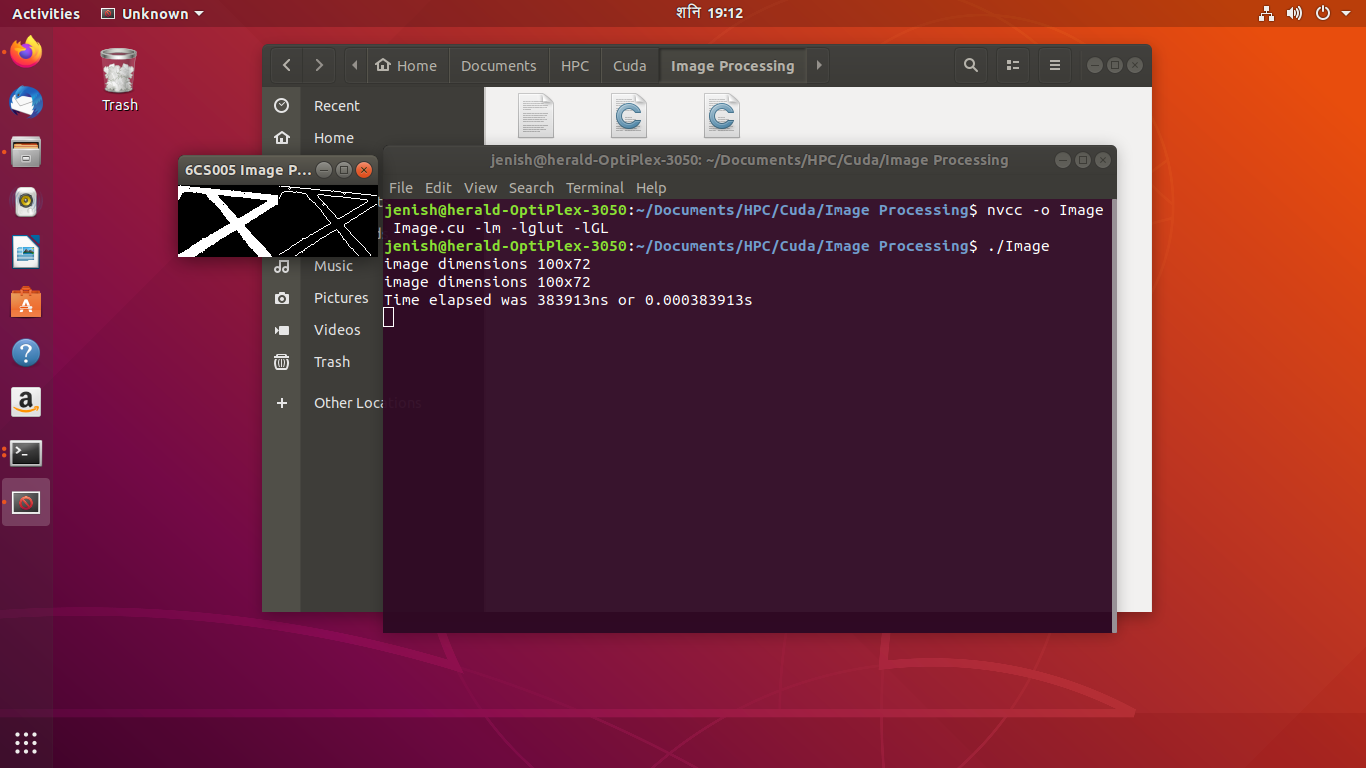 Activities
Unknown
शनि 19:12
Trash
Home
Documents
HPC
Cuda
Image Processing
Recent
Home
6CS005 Image P...
Music
Pictures
Videos
Trash
Other Locations
jenish@herald-OptiPlex-3050: ~/Documents/HPC/Cuda/Image Processing
File Edit View Search Terminal Help
jenish@herald-OptiPlex-3050:~/Documents/HPC/Cuda/Image Processing$ nvcc -o Image
Image.cu -lm -lglut -lGL
jenish@herald-OptiPlex-3050:~/Documents/HPC/Cuda/Image Processing$ ./Image
image dimensions 100x72
image dimensions 100x72
Time elapsed was 383913ns or 0.000383913s